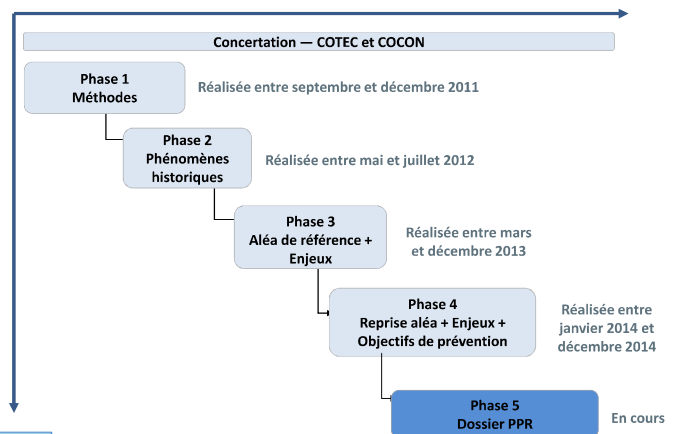 Concertation — COTEC et COCON
Phase 1
Méthodes
Réalisée entre septembre et décembre 2011
Phase 2
Phénomènes
historiques
Réalisée entre mai et juillet 2012
Phase 3
Aléa de référence +
Enjeux
Réalisée entre mars
et décembre 2013
Phase 4
Reprise aléa + Enjeux +
Objectifs de prévention
Réalisée entre
janvier 2014 et
décembre 2014
Phase 5
Dossier PPR
En cours